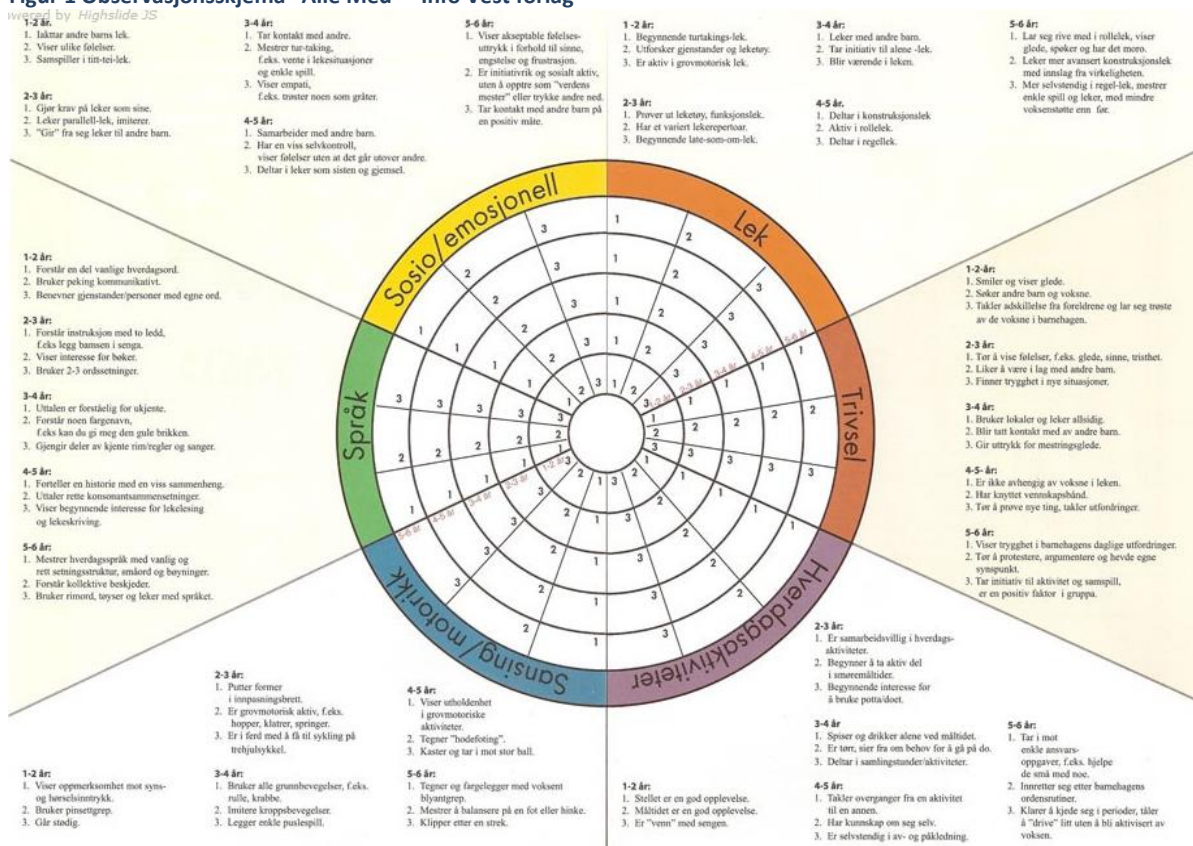 Figur 1 Observasjonsskjema "Alle Med" - Info Vest forlag
Powered by Highslide JS
1-2 år.
1. Iakttar andre barns lek.
2. Viser ulike følelser.
3. Samspiller i titt-tei-lek.
2-3 år:
1. Gjør krav på leker som sine.
2. Leker parallell-lek, imiterer.
3. "Gir" fra seg leker til andre barn.
3-4 år:
1. Tar kontakt med andre.
2. Mestrer tur-taking,
f.eks. vente i lekesituasjoner
og enkle spill.
3. Viser empati,
f.eks. trøster noen som gråter.
4-5 år:
1. Samarbeider med andre barn.
2. Har en viss selvkontroll,
viser følelser uten at det går utover andre.
3. Deltar i leker som sisten og gjemsel.
5-6 år:
1. Viser akseptable følelses-
uttrykk i forhold til sinne,
engstelse og frustrasjon.
2. Er initiativrik og sosialt aktiv,
uten å opptre som "verdens
mester" eller trykke andre ned.
3. Tar kontakt med andre barn på
en positiv måte.
1-2 år:
1. Begynnende turtakings-lek.
2. Utforsker gjenstander og leketøy.
3. Er aktiv i grovmotorisk lek.
2-3 år:
1. Prøver ut leketøy, funksjonslek.
2. Har et variert lekerepertoar.
3. Begynnende late-som-om-lek.
3-4 år:
1. Leker med andre barn.
2. Tar initiativ til alene -lek.
3. Blir værende i leken.
4-5 år.
1. Deltar i konstruksjonslek
2. Aktiv i rollelek.
3. Deltar i regellek.
5-6 år:
1. Lar seg rive med i rollelek, viser
glede, spøker og har det moro.
2. Leker mer avansert konstruksjonslek
med innslag fra virkeligheten.
3. Mer selvstendig i regel-lek, mestrer
enkle spill og leker, med mindre
voksenstøtte enn før.
1-2 år:
1. Forstår en del vanlige hverdagsord.
2. Bruker peking kommunikativt.
3. Benevner gjenstander/personer med egne ord.
2-3 år:
1. Forstår instruksjon med to ledd,
f.eks legg bamsen i senga.
2. Viser interesse for bøker.
3. Bruker 2-3 ordssetninger.
3-4 år:
1. Uttalen er forståelig for ukjente.
2. Forstår noen fargenavn,
f.eks kan du gi meg den gule brikken.
3. Gjengir deler av kjente rim/regler og sanger.
4-5 år:
1. Forteller en historie med en viss sammenheng.
2. Uttaler rette konsonantsammensetninger.
3. Viser begynnende interesse for lekelesing
og lekeskriving.
5-6 år:
1. Mestrer hverdagsspråk med vanlig og
rett setningsstruktur, småord og bøyninger.
2. Forstår kollektive beskjeder.
3. Bruker rimord, tøyser og leker med språket.
Sosio/emosjonell
Lek
Trivsel
Hverdagsaktiviteter
Sansing/motorikk
Språk
1-2 år 2-3 år 3-4 år 4-5 år 5-6 år
5-6 år 4-5 år 3-4 år 2-3 år 1-2 år
1-2-år:
1. Smiler og viser glede.
2. Søker andre barn og voksne.
3. Takler adskillelse fra foreldrene og lar seg trøste
av de voksne i barnehagen.
2-3 år:
1. Tør å vise følelser, f.eks. glede, sinne, tristhet.
2. Liker å være i lag med andre barn.
3. Finner trygghet i nye situasjoner.
3-4 år:
1. Bruker lokaler og leker allsidig.
2. Blir tatt kontakt med av andre barn.
3. Gir uttrykk for mestringsglede.
4-5- år:
1. Er ikke avhengig av voksne i leken.
2. Har knyttet vennskapsbånd.
3. Tør å prøve nye ting, takler utfordringer.
5-6 år:
1. Viser trygghet i barnehagens daglige utfordringer.
2. Tør å protestere, argumentere og hevde egne
synspunkt.
3. Tar initiativ til aktivitet og samspill,
er en positiv faktor i gruppa.
1-2 år:
1. Viser oppmerksomhet mot syns-
og hørselsinntrykk.
2. Bruker pinsettgrep.
3. Går stødig.
2-3 år:
1. Putter former
i innpasningsbrett.
2. Er grovmotorisk aktiv, f.eks.
hopper, klatrer, springer.
3. Er i ferd med å få til sykling på
trehjulsykkel.
3-4 år:
1. Bruker alle grunnbevegelser, f.eks.
rulle, krabbe.
2. Imitere kroppsbevegelser.
3. Legger enkle puslespill.
4-5 år:
1. Viser utholdenhet
i grovmotoriske
aktiviteter.
2. Tegner "hodefoting".
3. Kaster og tar i mot stor ball.
5-6 år:
1. Tegner og fargelegger med voksent
blyantgrep.
2. Mestrer å balansere på en fot eller hinke.
3. Klipper etter en strek.
1-2 år:
1. Stellet er en god opplevelse.
2. Måltidet er en god opplevelse.
3. Er "venn" med sengen.
2-3 år:
1. Er samarbeidsvillig i hverdags-
aktiviteter.
2. Begynner å ta aktiv del
i smøremåltider.
3. Begynnende interesse for
å bruke potta/doet.
3-4 år
1. Spiser og drikker alene ved måltidet.
2. Er tørr, sier fra om behov for å gå på do.
3. Deltar i samlingstunder/aktiviteter.
4-5 år:
1. Takler overganger fra en aktivitet
til en annen.
2. Har kunnskap om seg selv.
3. Er selvstendig i av- og påkledning.
5-6 år:
1. Tar i mot
enkle ansvars-
oppgaver, f.eks. hjelpe
de små med noe.
2. Innretter seg etter barnehagens
ordensrutiner.
3. Klarer å kjede seg i perioder, tåler
å "drive" litt uten å bli aktivisert av
voksen.